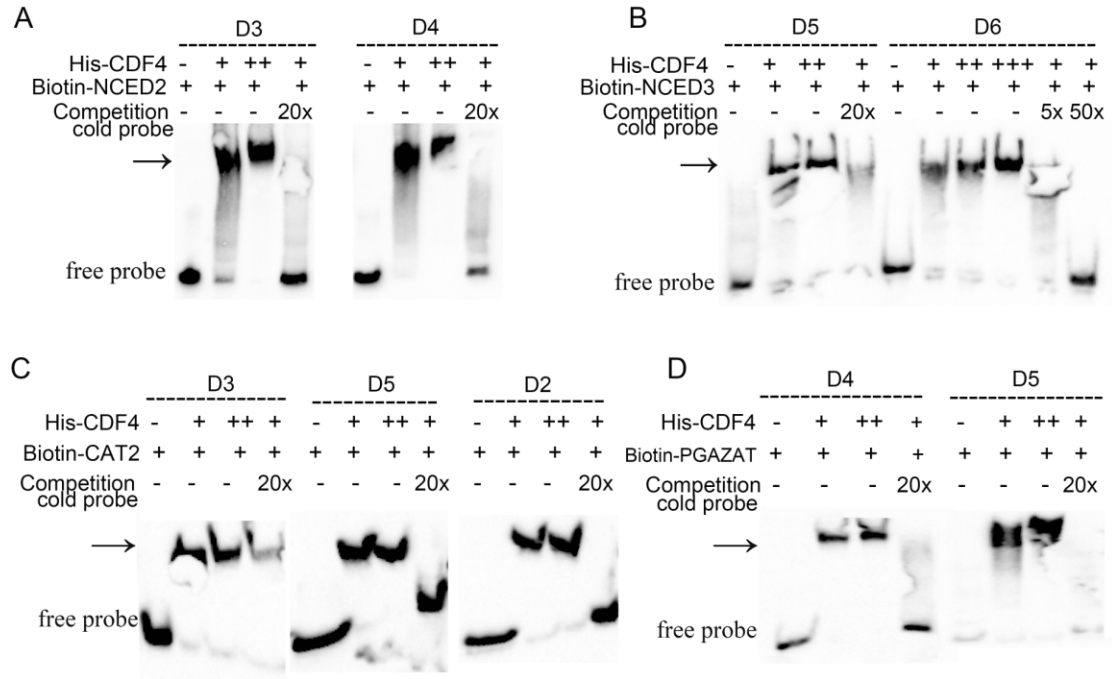 A
D3 D4
His-CDF4 - + ++ + - + ++ +
Biotin-NCED2 + + + + + + + +
Competition - - - 20x - - - 20x
cold probe
→
free probe
B
D5 D6
His-CDF4 - + ++ + - + ++ +++ + +
Biotin-NCED3 + + + + + + + + + +
Competition - - - 20x - - - - 5x 50x
cold probe
→
free probe
C
D3 D5 D2
His-CDF4 - + ++ + - + ++ + - + ++ +
Biotin-CAT2 + + + + + + + + + + + +
Competition - - - 20x - - - 20x - - - 20x
cold probe
→
free probe
D
D4 D5
His-CDF4 - + ++ + - + ++ +
Biotin-PGAZAT + + + + + + + +
Competition - - - 20x - - - 20x
cold probe
→
free probe